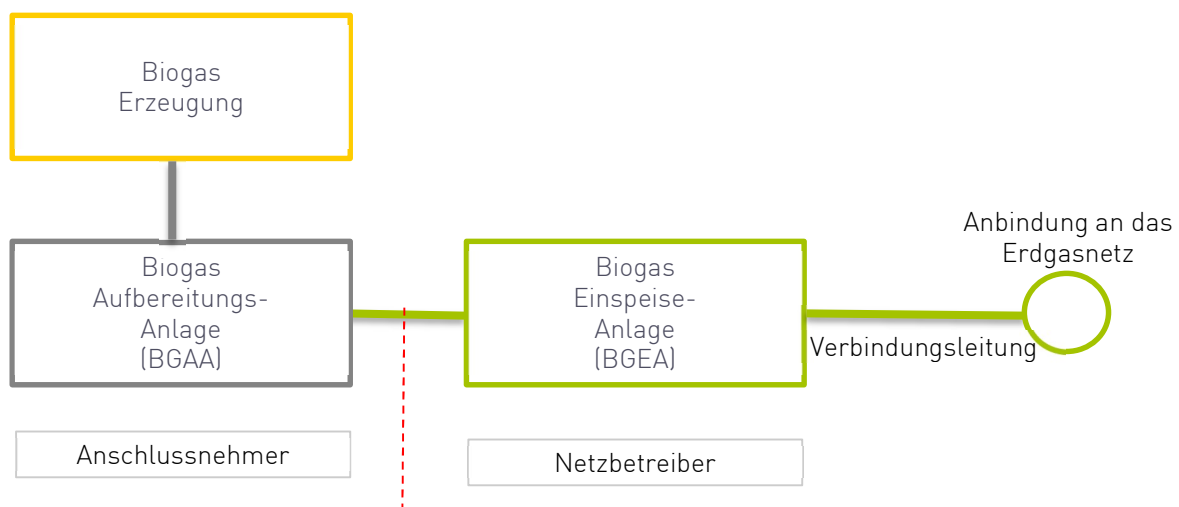 Biogas
Erzeugung
Biogas
Aufbereitungs-
Anlage
(BGAA)
Biogas
Einspeise-
Anlage
(BGEA)
Anbindung an das
Erdgasnetz
Verbindungsleitung
Anschlussnehmer
Netzbetreiber